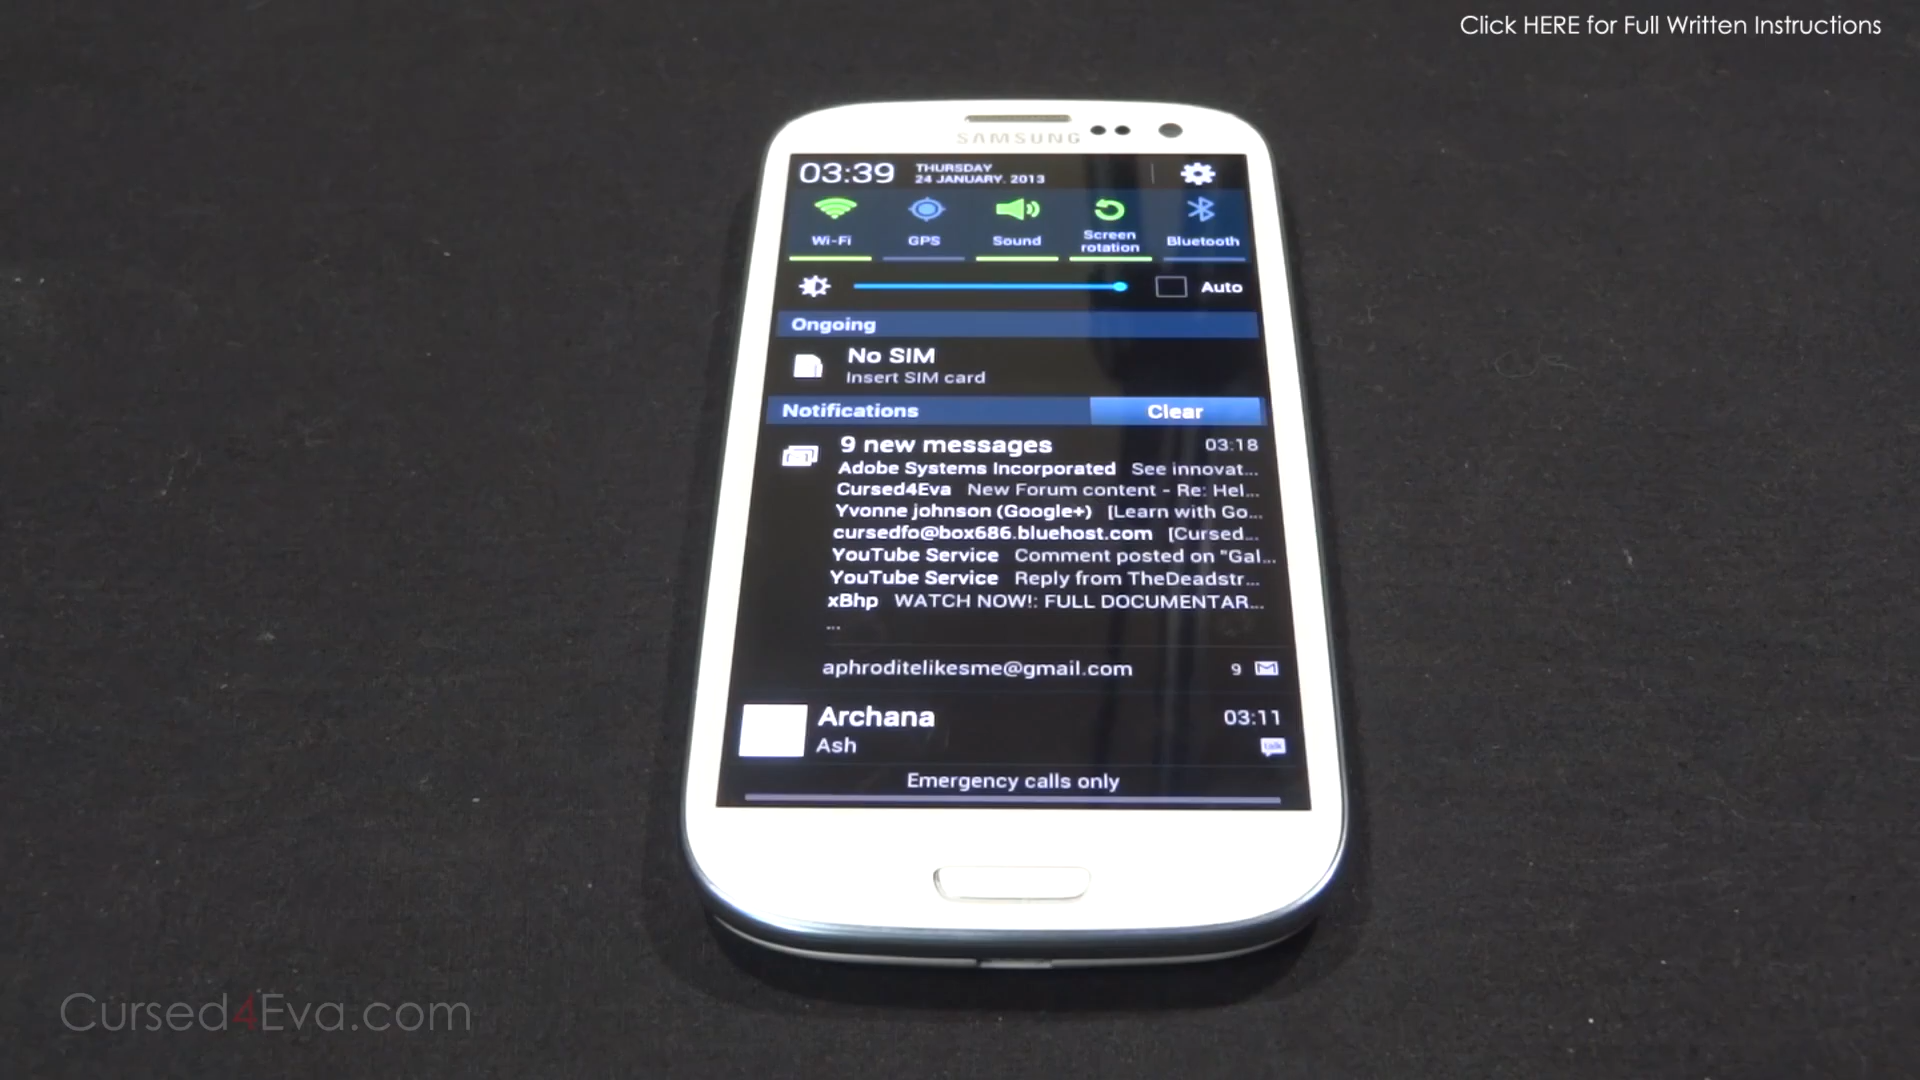 Click HERE for Full Written Instructions
SAMSUNG
03:39 THURSDAY
24 JANUARY. 2013
Wi-Fi GPS Sound Screen rotation Bluetooth
Auto
Ongoing
No SIM
Insert SIM card
Notifications Clear
9 new messages 03:18
Adobe Systems Incorporated See innovat...
Cursed4Eva New Forum content - Re: Hel...
Yvonne johnson (Google+) [Learn with Go...
cursedfo@box686.bluehost.com [Cursed...
YouTube Service Comment posted on "Gal...
YouTube Service Reply from TheDeadstr...
xBhp WATCH NOW!: FULL DOCUMENTAR...
...
aphroditelikesme@gmail.com 9
Archana 03:11
Ash talk
Emergency calls only
Cursed4Eva.com